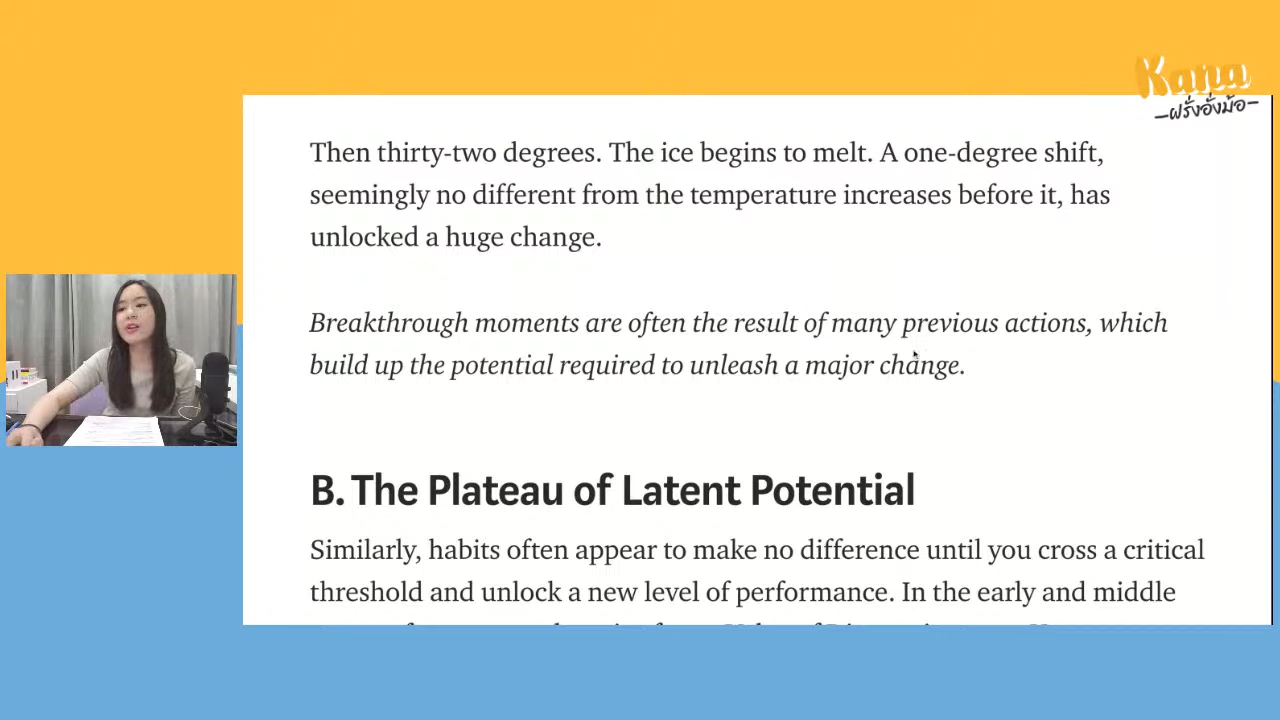 Kana
—ฝรั่งอั่งม้อ—
Then thirty-two degrees. The ice begins to melt. A one-degree shift,
seemingly no different from the temperature increases before it, has
unlocked a huge change.
Breakthrough moments are often the result of many previous actions, which
build up the potential required to unleash a major change.
B. The Plateau of Latent Potential
Similarly, habits often appear to make no difference until you cross a critical
threshold and unlock a new level of performance. In the early and middle